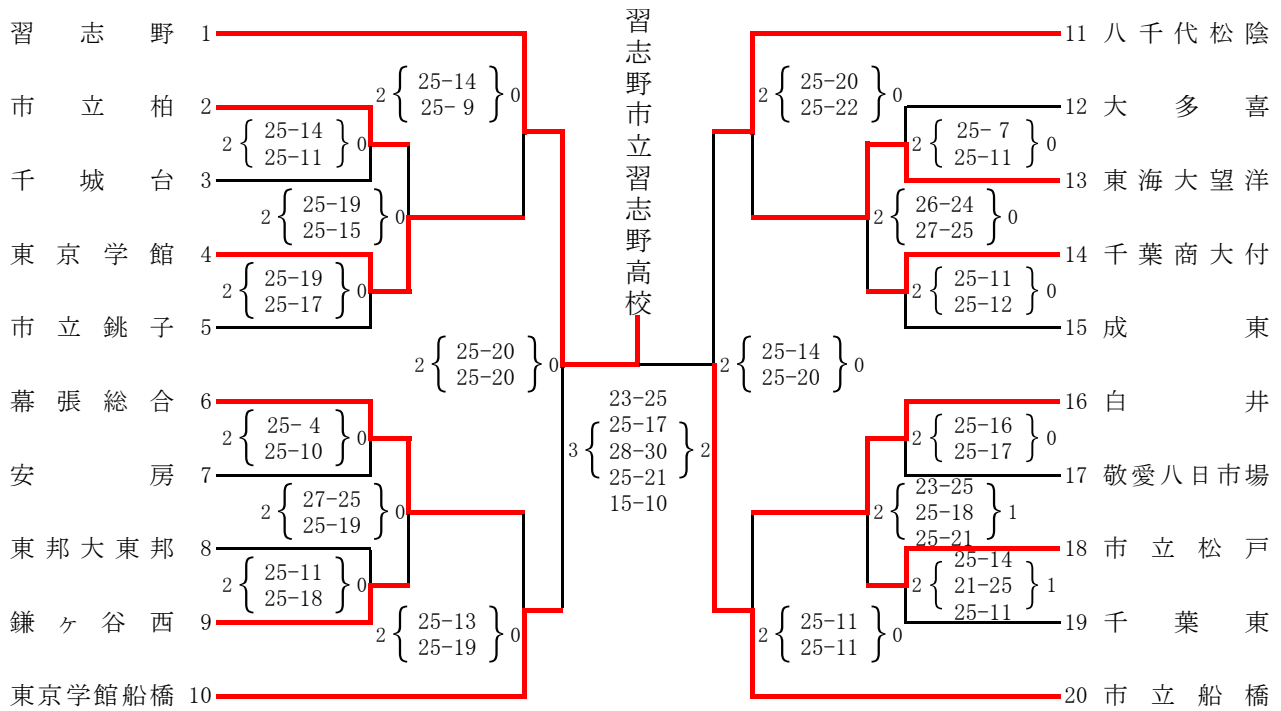 習志野市立習志野高校
習志野 1
市立柏 2
千城台 3
東京学館 4
市立銚子 5
幕張総合 6
安房 7
東邦大東邦 8
鎌ヶ谷西 9
東京学館船橋 10
2 { 25-14 } 0
25- 9
2 { 25-14 } 0
25-11
2 { 25-19 } 0
25-15
2 { 25-19 } 0
25-17
2 { 25-20 } 0
25-20
2 { 25- 4 } 0
25-10
2 { 27-25 } 0
25-19
2 { 25-11 } 0
25-18
2 { 25-13 } 0
25-19
23-25
25-17
3 { 28-30 } 2
25-21
15-10
11 八千代松陰
12 大多喜
13 東海大望洋
14 千葉商大付
15 成東
16 白井
17 敬愛八日市場
18 市立松戸
19 千葉東
20 市立船橋
2 { 25-20 } 0
25-22
2 { 25- 7 } 0
25-11
2 { 26-24 } 0
27-25
2 { 25-11 } 0
25-12
2 { 25-14 } 0
25-20
2 { 25-16 } 0
25-17
23-25
2 { 25-18 } 1
25-21
25-14
2 { 21-25 } 1
25-11
2 { 25-11 } 0
25-11